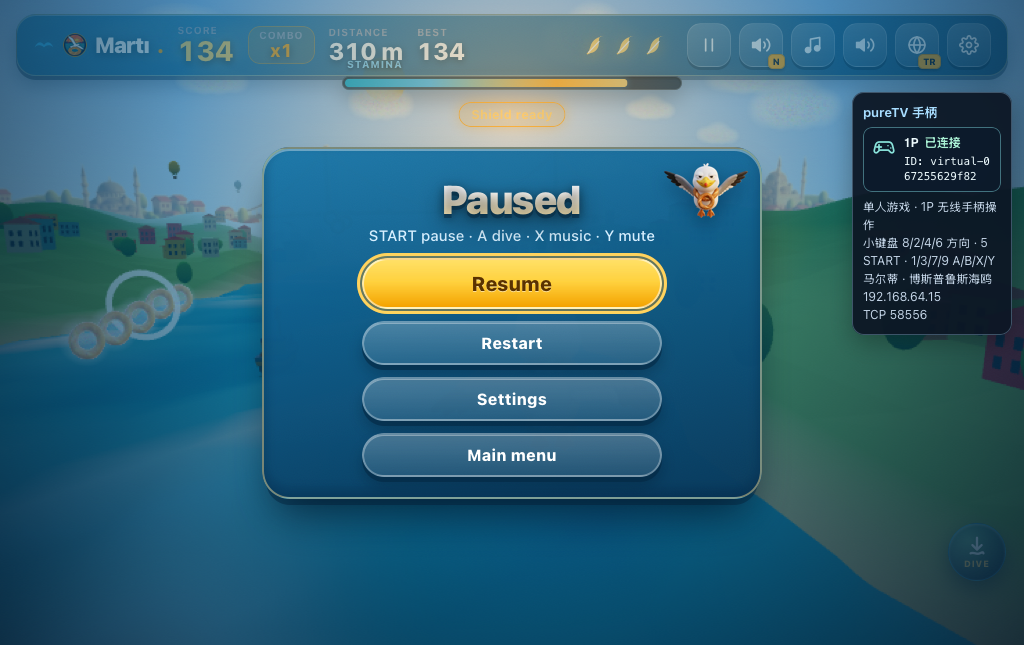 Martı
SCORE
134
COMBO
x1
DISTANCE
310 m
BEST
134
STAMINA
N
TR
Shield ready
pureTV 手柄
1P 已连接
ID: virtual-0
67255629f82
单人游戏 · 1P 无线手柄操
作
小键盘 8/2/4/6 方向 · 5
START · 1/3/7/9 A/B/X/Y
马尔蒂 · 博斯普鲁斯海鸥
192.168.64.15
TCP 58556
Paused
START pause · A dive · X music · Y mute
Resume
Restart
Settings
Main menu
DIVE